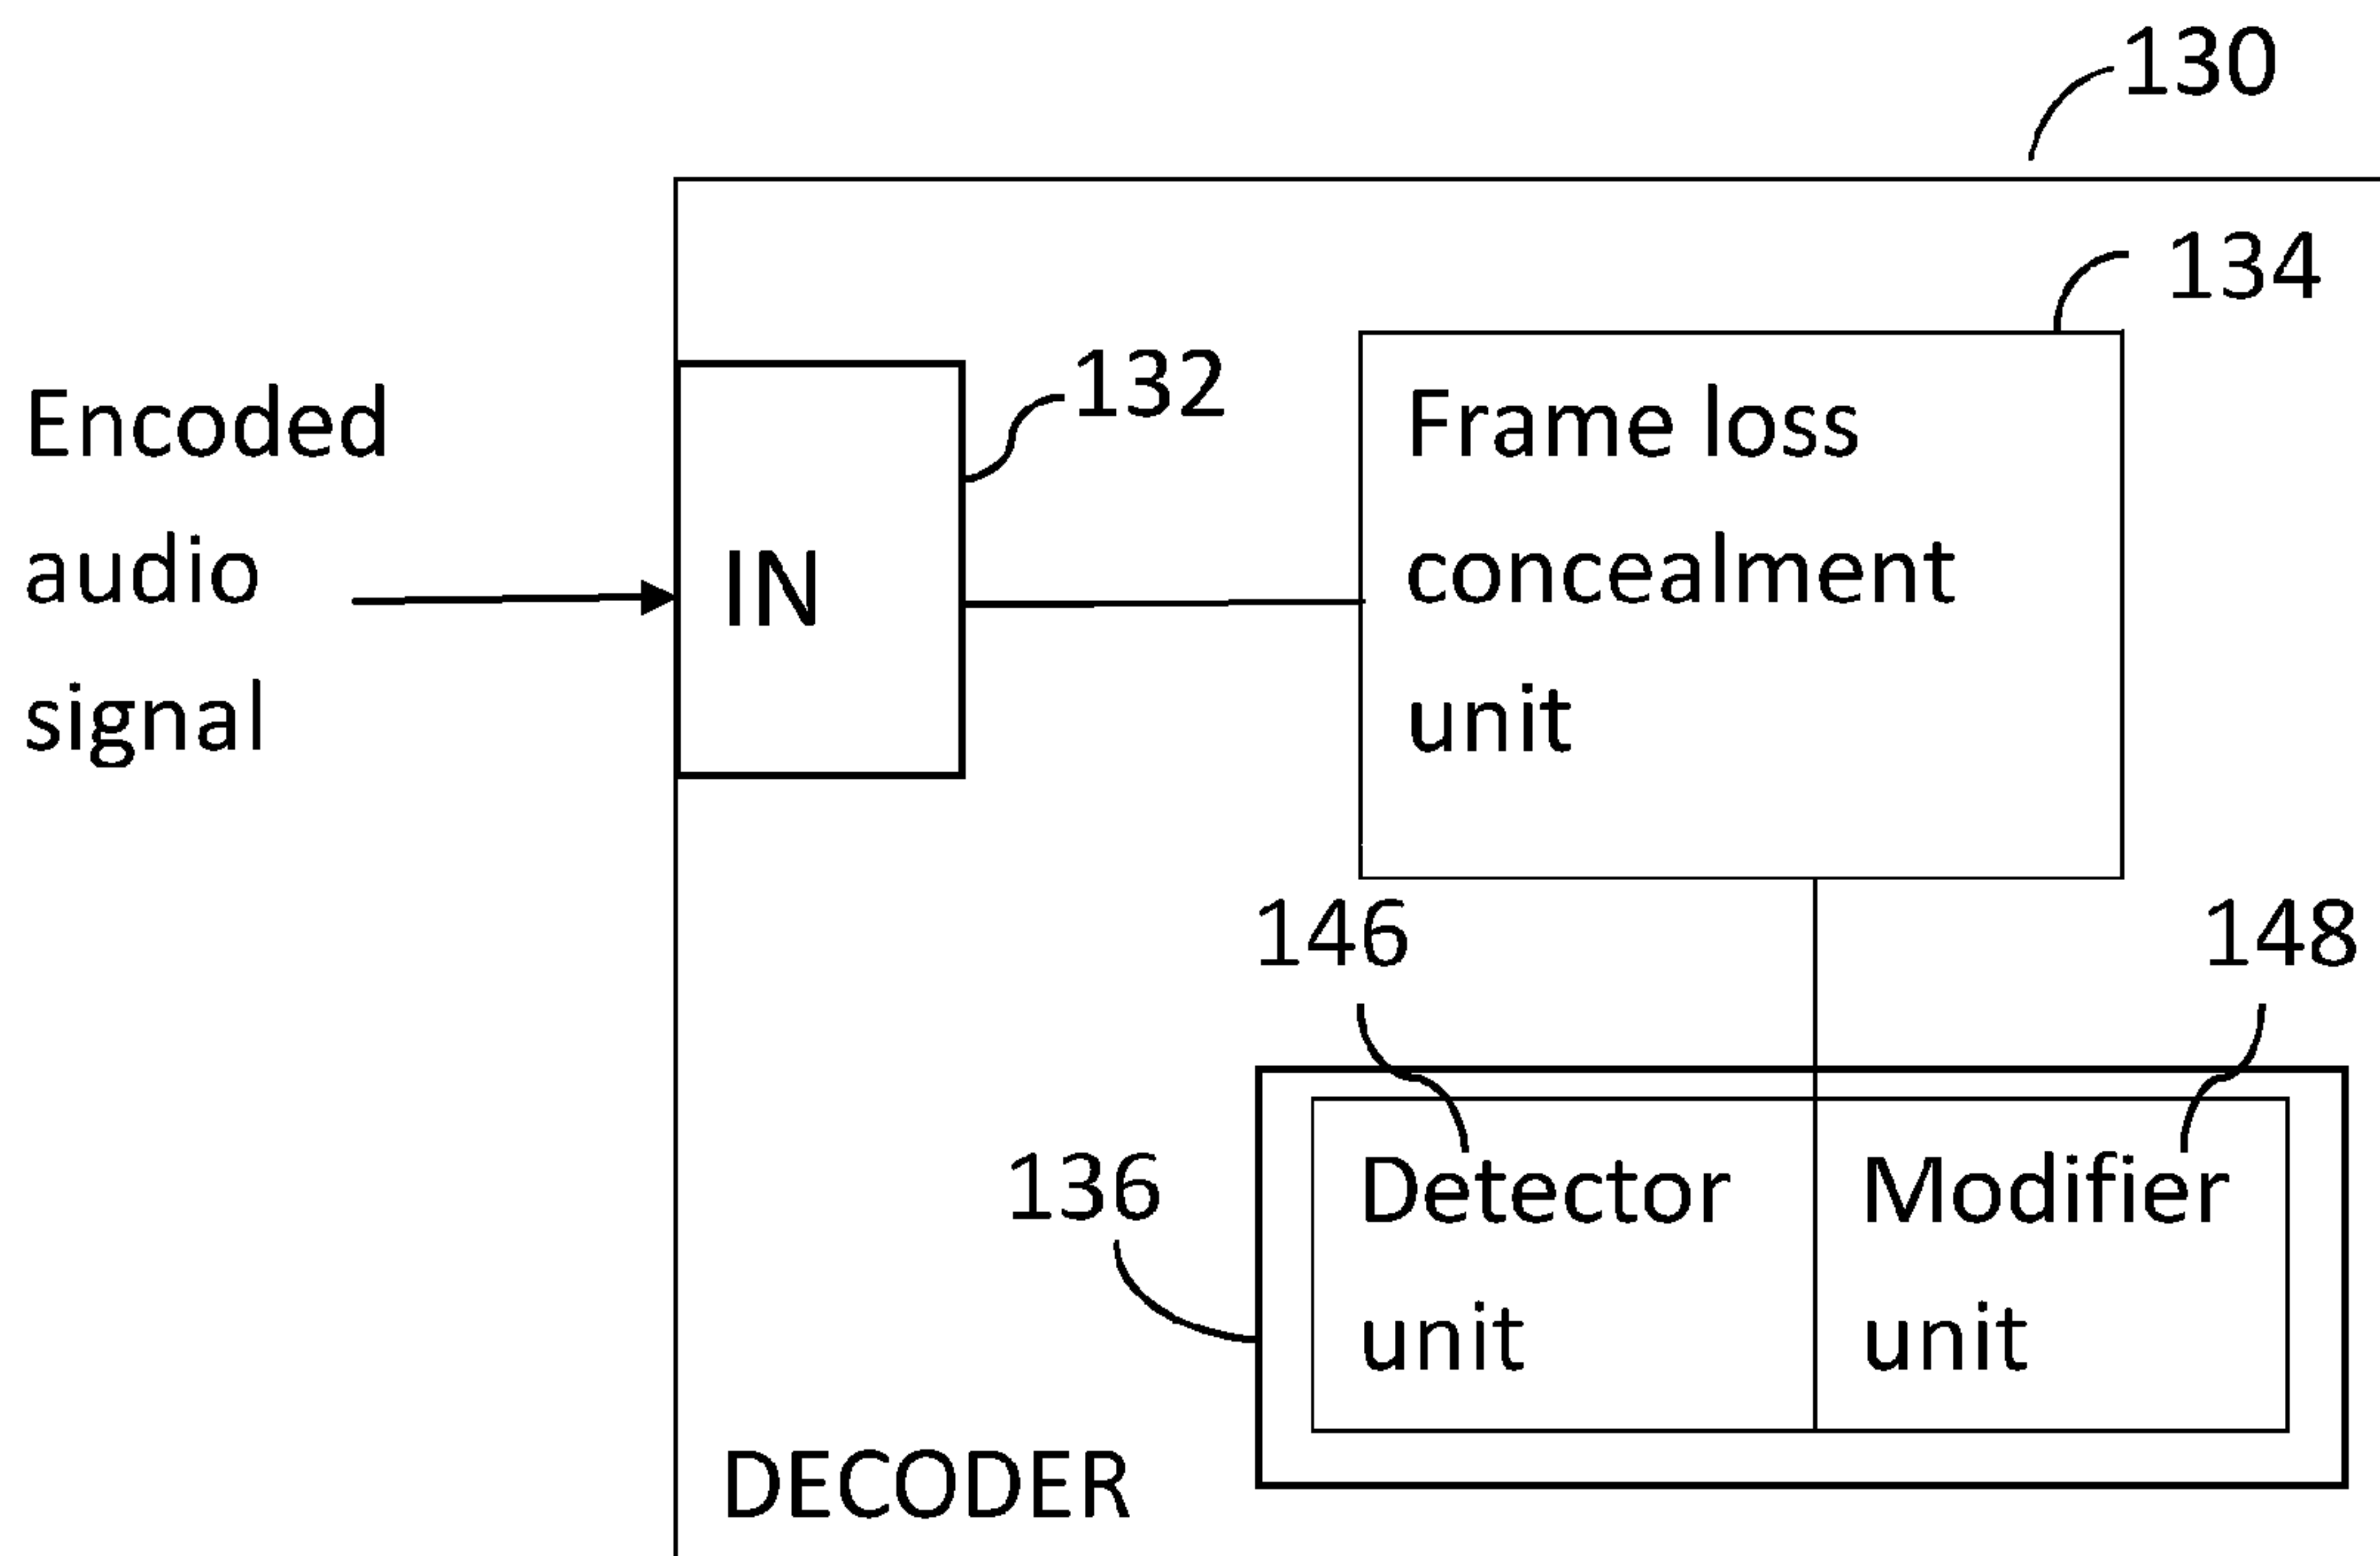 130
134
132
Encoded
audio
signal
IN
Frame loss
concealment
unit
146
148
136
Detector
unit
Modifier
unit
DECODER